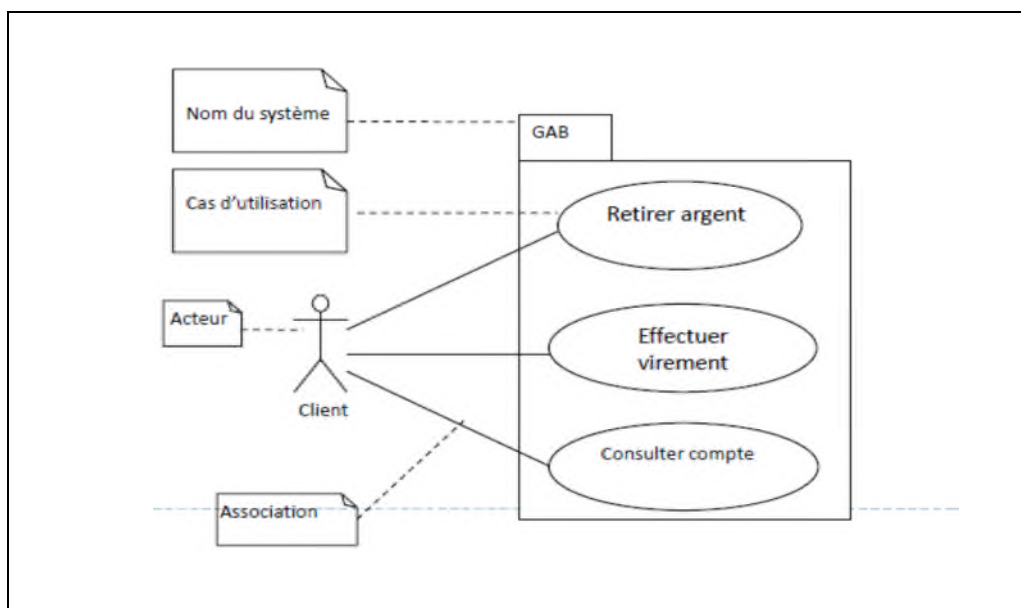 Nom du système
GAB
Cas d'utilisation
Retirer argent
Acteur
Effectuer
virement
Client
Consulter compte
Association